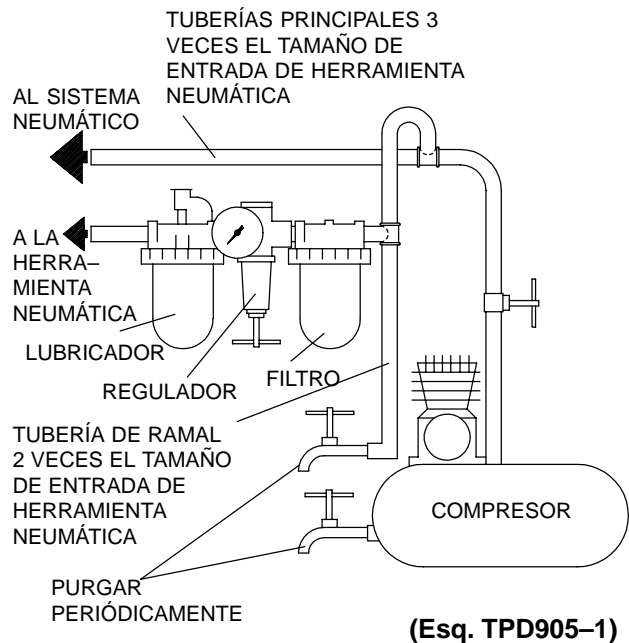 TUBERÍAS PRINCIPALES 3
VECES EL TAMAÑO DE
ENTRADA DE HERRAMIENTA
NEUMÁTICA
AL SISTEMA
NEUMÁTICO
A LA
HERRA–
MIENTA
NEUMÁTICA
LUBRICADOR
REGULADOR
FILTRO
TUBERÍA DE RAMAL
2 VECES EL TAMAÑO
DE ENTRADA DE
HERRAMIENTA
NEUMÁTICA
COMPRESOR
PURGAR
PERIÓDICAMENTE
(Esq. TPD905–1)